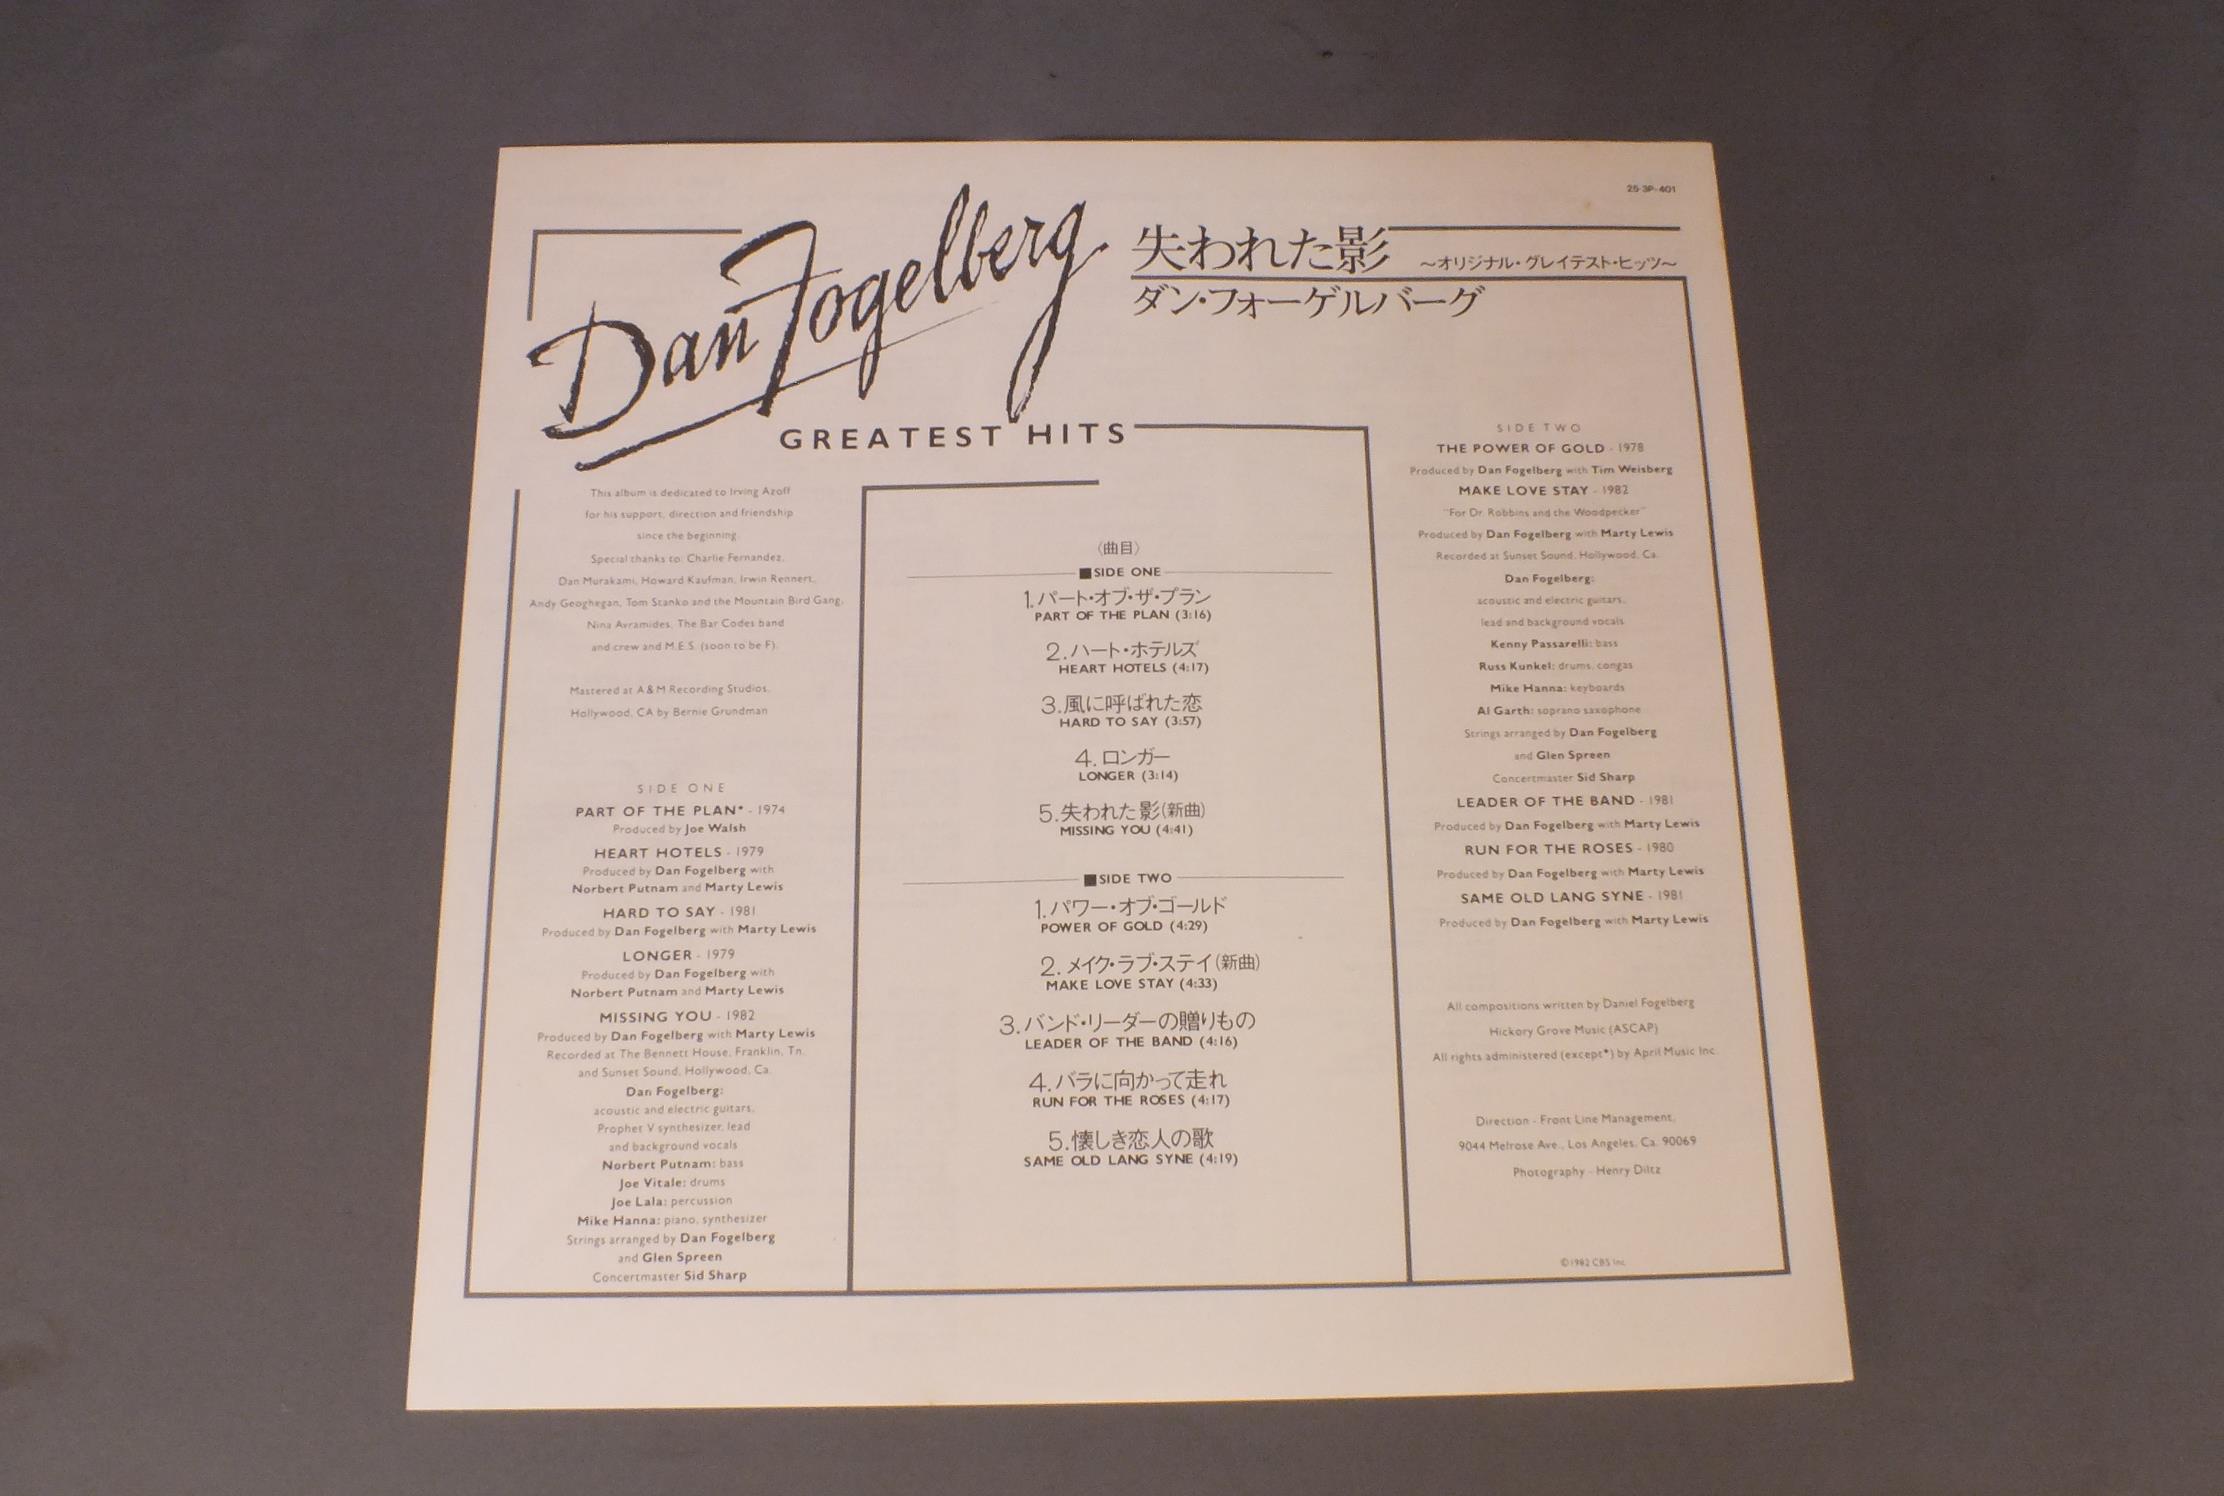 25·3P-401
Dan Fogelberg
GREATEST HITS
失われた影 ～オリジナル・グレイテスト・ヒッツ～
ダン・フォーゲルバーグ
This album is dedicated to Irving Azoff
for his support, direction and friendship
since the beginning.
Special thanks to: Charlie Fernandez,
Dan Murakami, Howard Kaufman, Irwin Rennert,
Andy Geoghegan, Tom Stanko and the Mountain Bird Gang,
Nina Avramides, The Bar Codes band
and crew and M.E.S. (soon to be F).
Mastered at A&M Recording Studios,
Hollywood, CA by Bernie Grundman
SIDE ONE
PART OF THE PLAN* - 1974
Produced by Joe Walsh
HEART HOTELS - 1979
Produced by Dan Fogelberg with
Norbert Putnam and Marty Lewis
HARD TO SAY - 1981
Produced by Dan Fogelberg with Marty Lewis
LONGER - 1979
Produced by Dan Fogelberg with
Norbert Putnam and Marty Lewis
MISSING YOU - 1982
Produced by Dan Fogelberg with Marty Lewis
Recorded at The Bennett House, Franklin, Tn.
and Sunset Sound, Hollywood, Ca.
Dan Fogelberg:
acoustic and electric guitars,
Prophet V synthesizer, lead
and background vocals
Norbert Putnam: bass
Joe Vitale: drums
Joe Lala: percussion
Mike Hanna: piano, synthesizer
Strings arranged by Dan Fogelberg
and Glen Spreen
Concertmaster Sid Sharp
〈曲目〉
■SIDE ONE
1.パート・オブ・ザ・プラン
PART OF THE PLAN (3:16)
2.ハート・ホテルズ
HEART HOTELS (4:17)
3.風に呼ばれた恋
HARD TO SAY (3:57)
4.ロンガー
LONGER (3:14)
5.失われた影(新曲)
MISSING YOU (4:41)
■SIDE TWO
1.パワー・オブ・ゴールド
POWER OF GOLD (4:29)
2.メイク・ラブ・ステイ(新曲)
MAKE LOVE STAY (4:33)
3.バンド・リーダーの贈りもの
LEADER OF THE BAND (4:16)
4.バラに向かって走れ
RUN FOR THE ROSES (4:17)
5.懐しき恋人の歌
SAME OLD LANG SYNE (4:19)
SIDE TWO
THE POWER OF GOLD - 1978
Produced by Dan Fogelberg with Tim Weisberg
MAKE LOVE STAY - 1982
"For Dr. Robbins and the Woodpecker"
Produced by Dan Fogelberg with Marty Lewis
Recorded at Sunset Sound, Hollywood, Ca.
Dan Fogelberg:
acoustic and electric guitars,
lead and background vocals
Kenny Passarelli: bass
Russ Kunkel: drums, congas
Mike Hanna: keyboards
Al Garth: soprano saxophone
Strings arranged by Dan Fogelberg
and Glen Spreen
Concertmaster Sid Sharp
LEADER OF THE BAND - 1981
Produced by Dan Fogelberg with Marty Lewis
RUN FOR THE ROSES - 1980
Produced by Dan Fogelberg with Marty Lewis
SAME OLD LANG SYNE - 1981
Produced by Dan Fogelberg with Marty Lewis
All compositions written by Daniel Fogelberg
Hickory Grove Music (ASCAP)
All rights administered (except*) by April Music Inc.
Direction - Front Line Management,
9044 Melrose Ave., Los Angeles, Ca. 90069
Photography - Henry Diltz
©1982 CBS Inc.